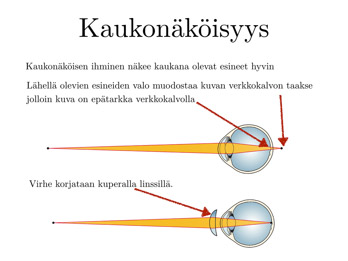 Kaukonäköisyys
Kaukonäköisen ihminen näkee kaukana olevat esineet hyvin
Lähellä olevien esineiden valo muodostaa kuvan verkkokalvon taakse
jolloin kuva on epätarkka verkkokalvolla
Virhe korjataan kuperalla linssillä.